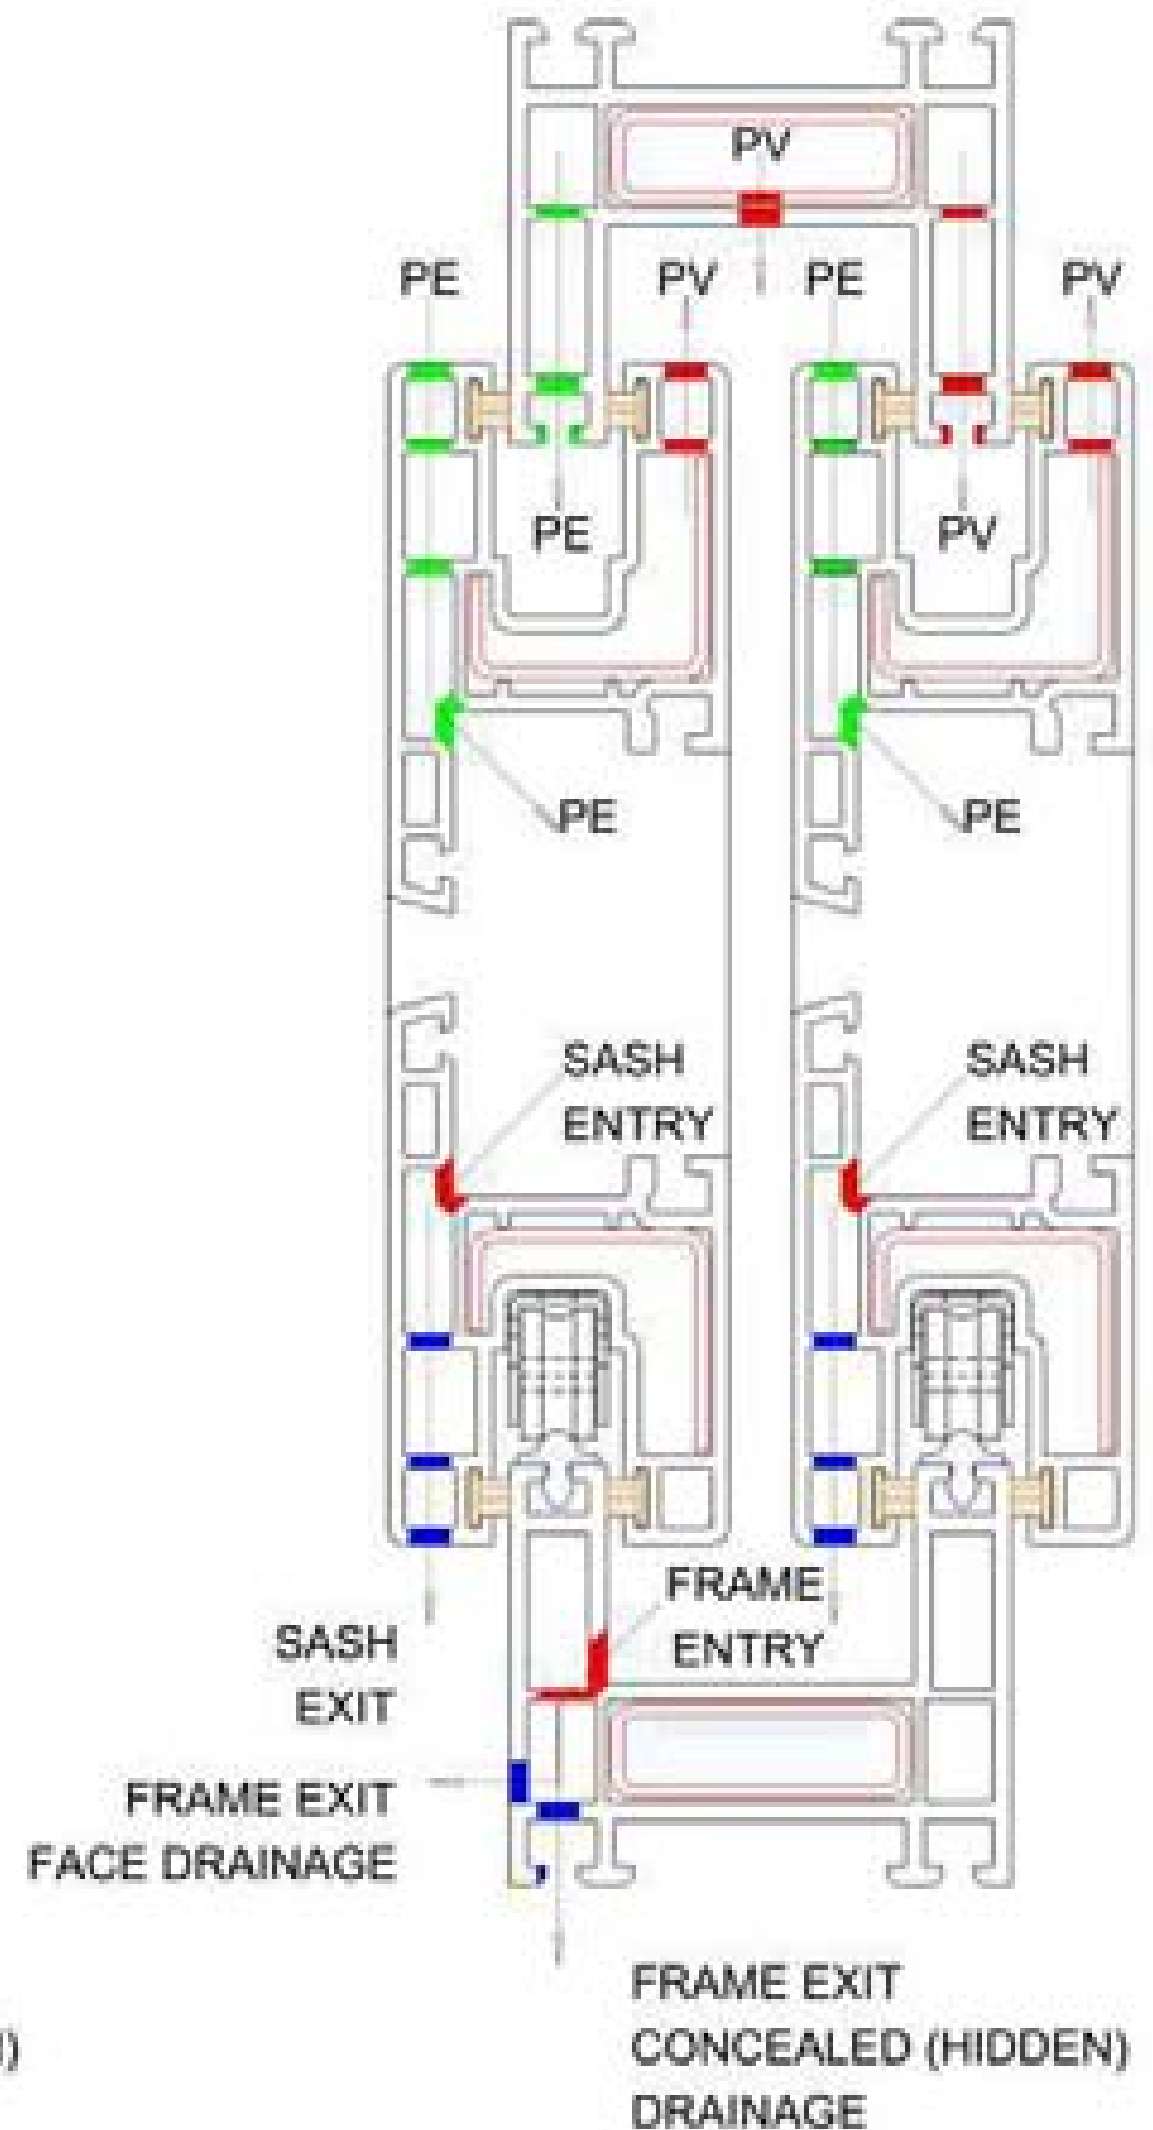 PV
PE
PV
PE
PV
PE
PV
PE
PE
SASH
ENTRY
SASH
ENTRY
FRAME
ENTRY
SASH
EXIT
FRAME EXIT
FACE DRAINAGE
FRAME EXIT
CONCEALED (HIDDEN)
DRAINAGE